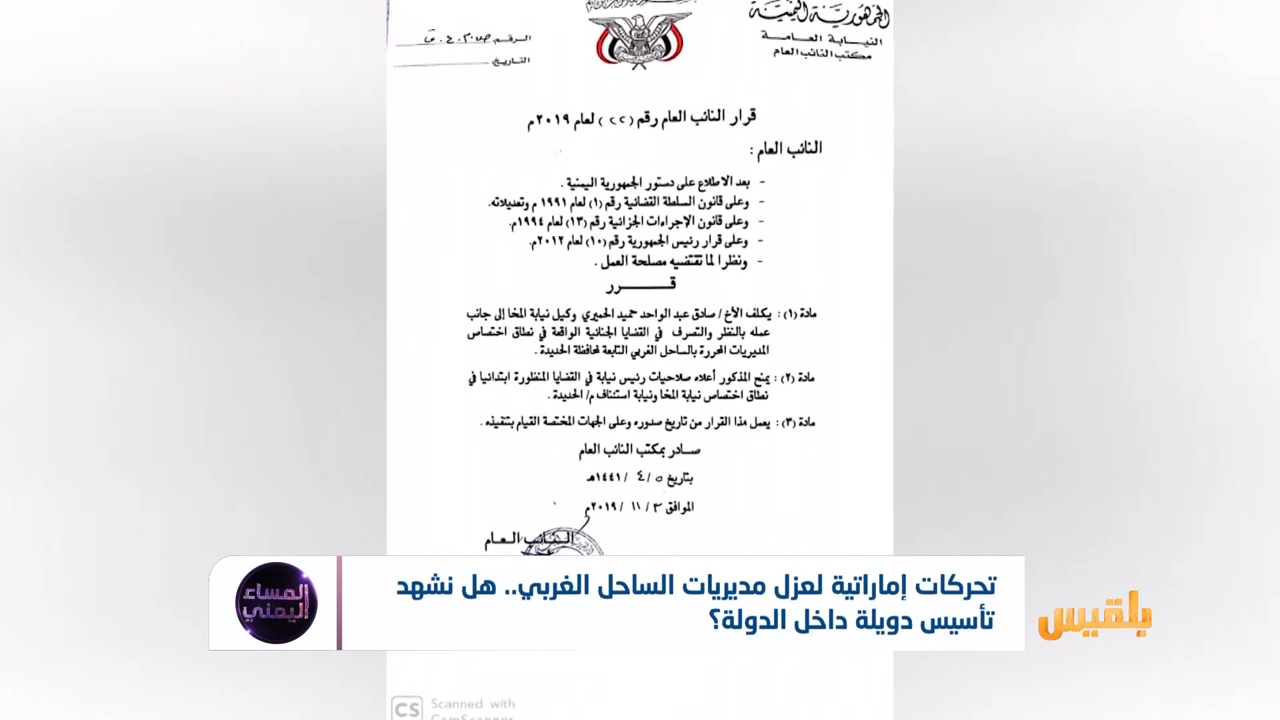 الجمهورية اليمنية
النيابة العامة
مكتب النائب العام
الرقم
التاريخ
قرار النائب العام رقم (٢٢) لعام ٢٠١٩م
النائب العام :
- بعد الاطلاع على دستور الجمهورية اليمنية .
- وعلى قانون السلطة القضائية رقم (١) لعام ١٩٩١ م وتعديلاته.
- وعلى قانون الإجراءات الجزائية رقم (١٣) لعام ١٩٩٤م.
- وعلى قرار رئيس الجمهورية رقم (١٠) لعام ٢٠١٢م.
- ونظرا لما تقتضيه مصلحة العمل .
قـــــرر
مادة (١) : يكلف الأخ / صادق عبد الواحد حميد الحميري وكيل نيابة المخا إلى جانب
عمله بالنظر والتصرف في القضايا الجنائية الواقعة في نطاق اختصاص
المديريات المحررة بالساحل الغربي التابعة لمحافظة الحديدة .
مادة (٢) : يمنح المذكور أعلاه صلاحيات رئيس نيابة في القضايا المنظورة ابتدائيا في
نطاق اختصاص نيابة المخا ونيابة استئناف م/ الحديدة .
مادة (٣) : يعمل هذا القرار من تاريخ صدوره وعلى الجهات المختصة القيام بتنفيذه .
صـــادر بمكتب النائب العام
بتاريخ ٥ / ٤ / ١٤٤١هـ
الموافق ٣ / ١١ / ٢٠١٩م
النائب العام
تحركات إماراتية لعزل مديريات الساحل الغربي.. هل نشهد
تأسيس دويلة داخل الدولة؟
المساء
اليمني
بلقيس
CS Scanned with
CamScanner